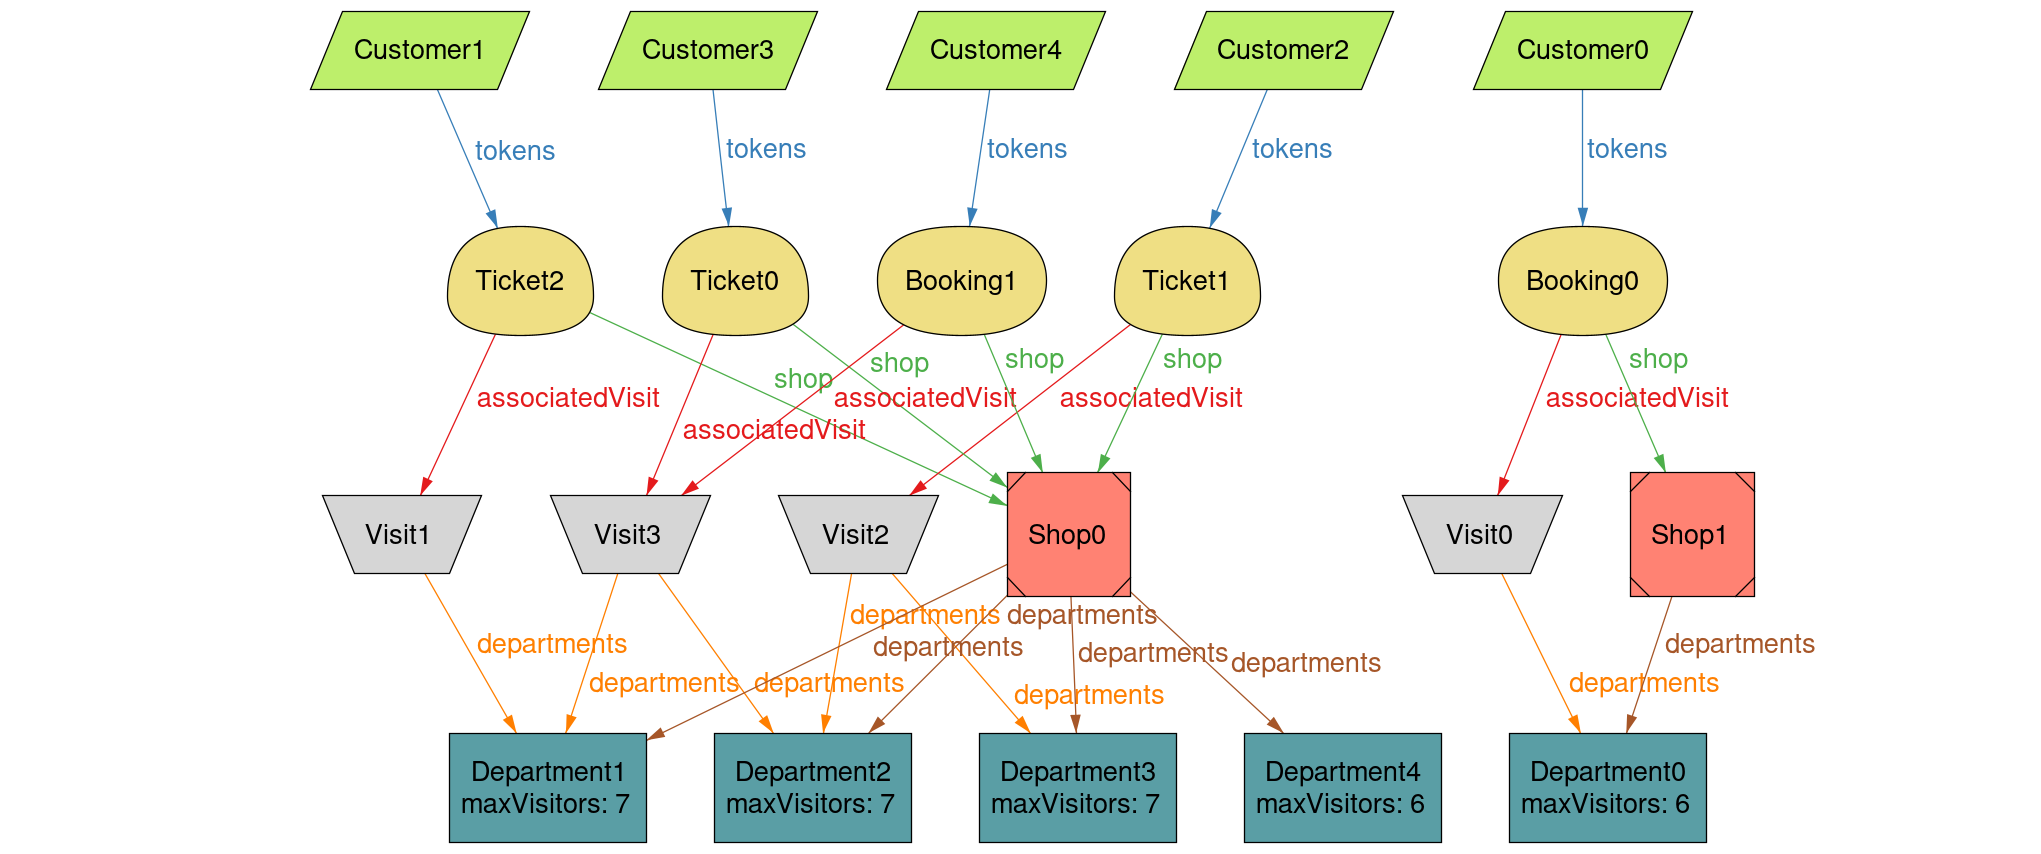 Customer1
Customer3
Customer4
Customer2
Customer0
tokens
tokens
tokens
tokens
tokens
Ticket2
Ticket0
Booking1
Ticket1
Booking0
shop
shop
shop
shop
shop
associatedVisit
associatedVisit
associatedVisit
associatedVisit
associatedVisit
Visit1
Visit3
Visit2
Shop0
Visit0
Shop1
departments
departments
departments
departments
departments
departments
departments
departments
departments
departments
departments
Department1
maxVisitors: 7
Department2
maxVisitors: 7
Department3
maxVisitors: 7
Department4
maxVisitors: 6
Department0
maxVisitors: 6